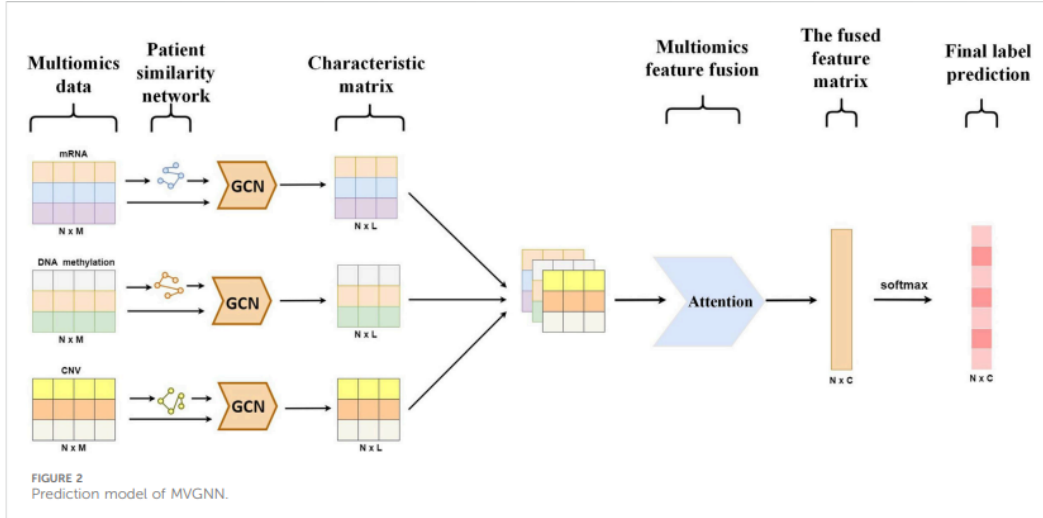 Multiomics
data
Patient
similarity
network
Characteristic
matrix
Multiomics
feature fusion
The fused
feature
matrix
Final label
prediction
mRNA
GCN
N x M
N x L
DNA methylation
GCN
N x M
N x L
Attention
softmax
N x C
N x C
CNV
GCN
N x M
N x L
FIGURE 2
Prediction model of MVGNN.